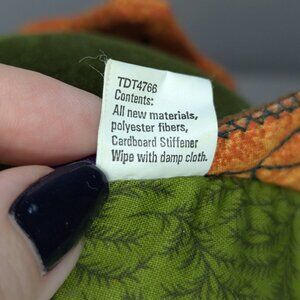 TDT4766
Contents:
All new materials,
polyester fibers,
Cardboard Stiffener
Wipe with damp cloth.